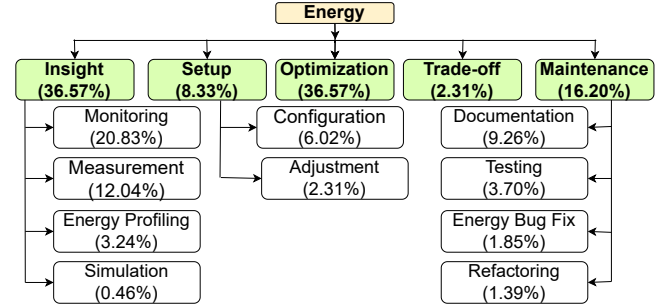 Energy
Insight
(36.57%)
Setup
(8.33%)
Optimization
(36.57%)
Trade-off
(2.31%)
Maintenance
(16.20%)
Monitoring
(20.83%)
Measurement
(12.04%)
Energy Profiling
(3.24%)
Simulation
(0.46%)
Configuration
(6.02%)
Adjustment
(2.31%)
Documentation
(9.26%)
Testing
(3.70%)
Energy Bug Fix
(1.85%)
Refactoring
(1.39%)